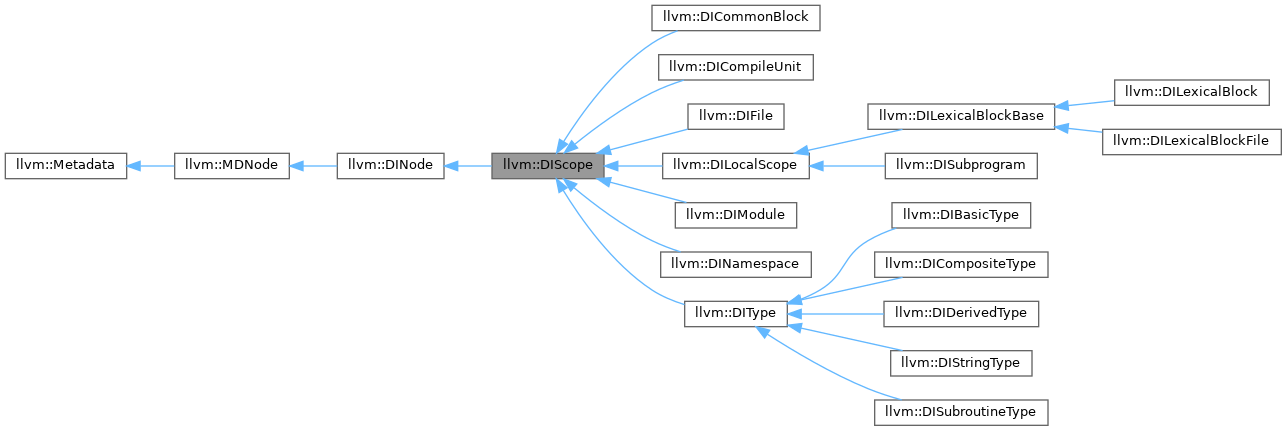 llvm::DICommonBlock
llvm::DICompileUnit
llvm::DIFile
llvm::DILexicalBlockBase
llvm::DILexicalBlock
llvm::DILexicalBlockFile
llvm::Metadata
llvm::MDNode
llvm::DINode
llvm::DIScope
llvm::DILocalScope
llvm::DISubprogram
llvm::DIModule
llvm::DINamespace
llvm::DIType
llvm::DIBasicType
llvm::DICompositeType
llvm::DIDerivedType
llvm::DIStringType
llvm::DISubroutineType